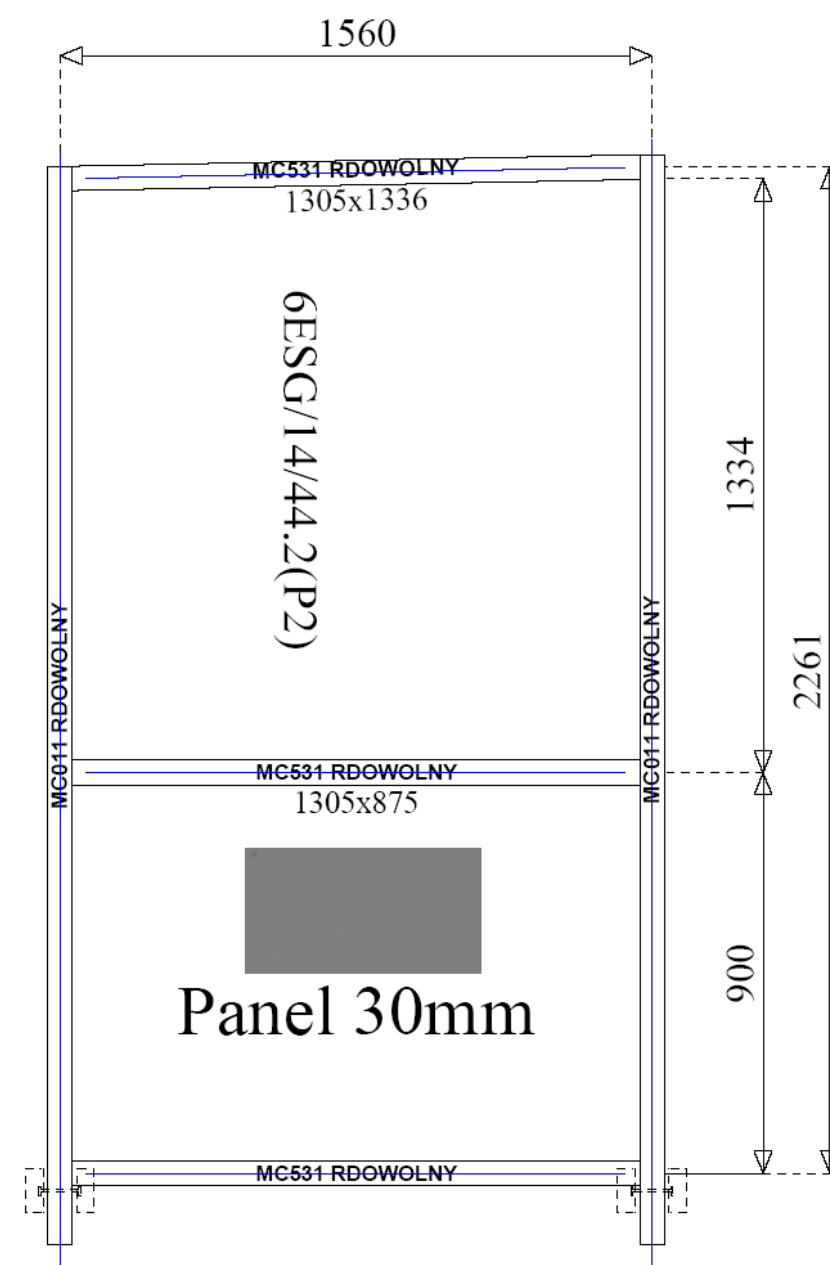 1560
MC531 RDOWOLNY
1305x1336
6ESG/14/44.2(P2)
1334
2261
MC011 RDOWOLNY
MC011 RDOWOLNY
MC531 RDOWOLNY
1305x875
900
Panel 30mm
MC531 RDOWOLNY